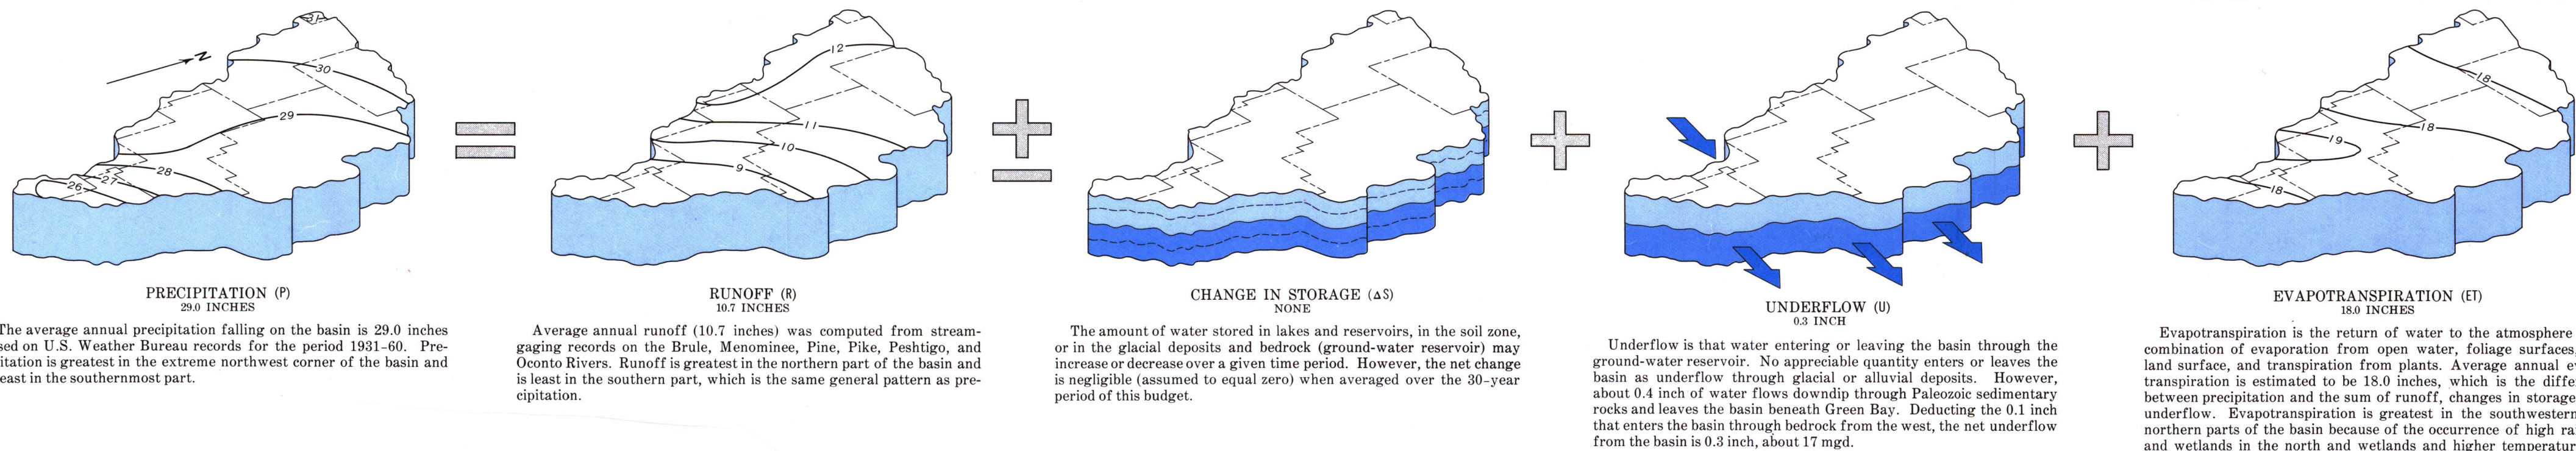 N
31
30
29
28
27
26
PRECIPITATION (P)
29.0 INCHES
The average annual precipitation falling on the basin is 29.0 inches
sed on U.S. Weather Bureau records for the period 1931-60. Pre-
itation is greatest in the extreme northwest corner of the basin and
east in the southernmost part.
=
12
11
10
9
RUNOFF (R)
10.7 INCHES
Average annual runoff (10.7 inches) was computed from stream-
gaging records on the Brule, Menominee, Pine, Pike, Peshtigo, and
Oconto Rivers. Runoff is greatest in the northern part of the basin and
is least in the southern part, which is the same general pattern as pre-
cipitation.
±
CHANGE IN STORAGE (ΔS)
NONE
The amount of water stored in lakes and reservoirs, in the soil zone,
or in the glacial deposits and bedrock (ground-water reservoir) may
increase or decrease over a given time period. However, the net change
is negligible (assumed to equal zero) when averaged over the 30-year
period of this budget.
+
UNDERFLOW (U)
0.3 INCH
Underflow is that water entering or leaving the basin through the
ground-water reservoir. No appreciable quantity enters or leaves the
basin as underflow through glacial or alluvial deposits. However,
about 0.4 inch of water flows downdip through Paleozoic sedimentary
rocks and leaves the basin beneath Green Bay. Deducting the 0.1 inch
that enters the basin through bedrock from the west, the net underflow
from the basin is 0.3 inch, about 17 mgd.
+
18
18
19
18
EVAPOTRANSPIRATION (ET)
18.0 INCHES
Evapotranspiration is the return of water to the atmosphere
combination of evaporation from open water, foliage surfaces,
land surface, and transpiration from plants. Average annual e
transpiration is estimated to be 18.0 inches, which is the diffe
between precipitation and the sum of runoff, changes in storage
underflow. Evapotranspiration is greatest in the southwestern
northern parts of the basin because of the occurrence of high ra
and wetlands in the north and wetlands and higher temperatur